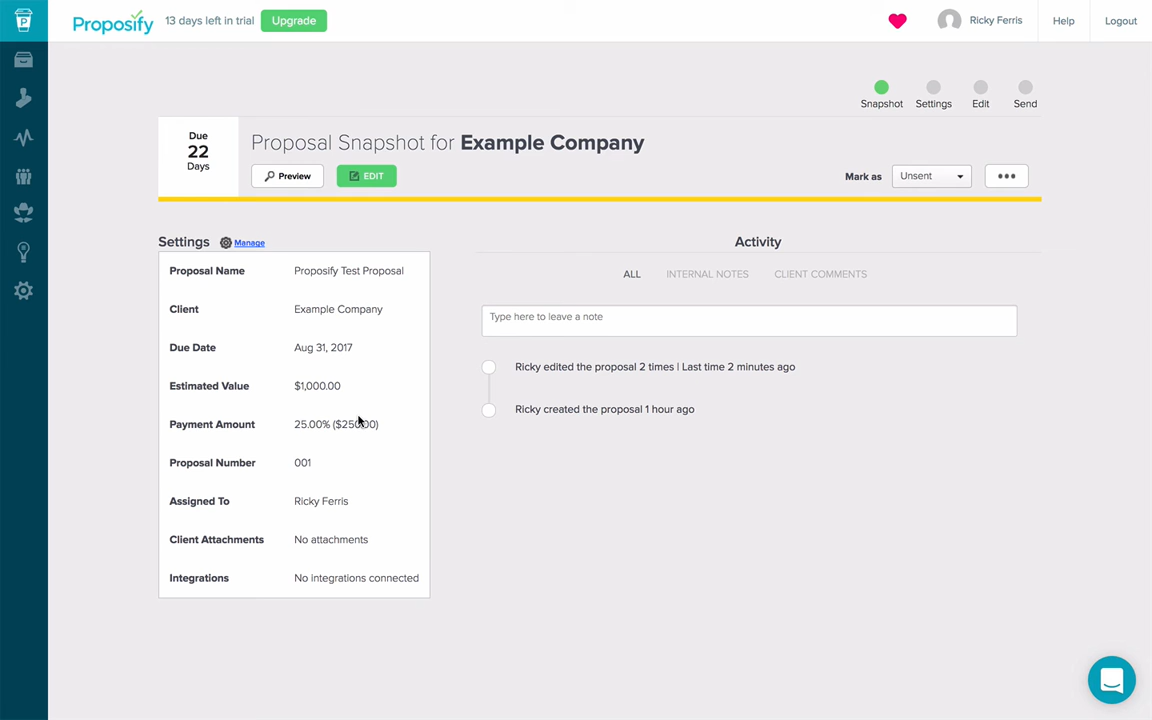 Proposify
13 days left in trial
Upgrade
Ricky Ferris
Help
Logout
Snapshot
Settings
Edit
Send
Due
22
Days
Proposal Snapshot for Example Company
Preview
EDIT
Mark as
Unsent
Settings
Manage
Proposal Name Proposify Test Proposal
Client Example Company
Due Date Aug 31, 2017
Estimated Value $1,000.00
Payment Amount 25.00% ($250.00)
Proposal Number 001
Assigned To Ricky Ferris
Client Attachments No attachments
Integrations No integrations connected
Activity
ALL
INTERNAL NOTES
CLIENT COMMENTS
Type here to leave a note
Ricky edited the proposal 2 times | Last time 2 minutes ago
Ricky created the proposal 1 hour ago